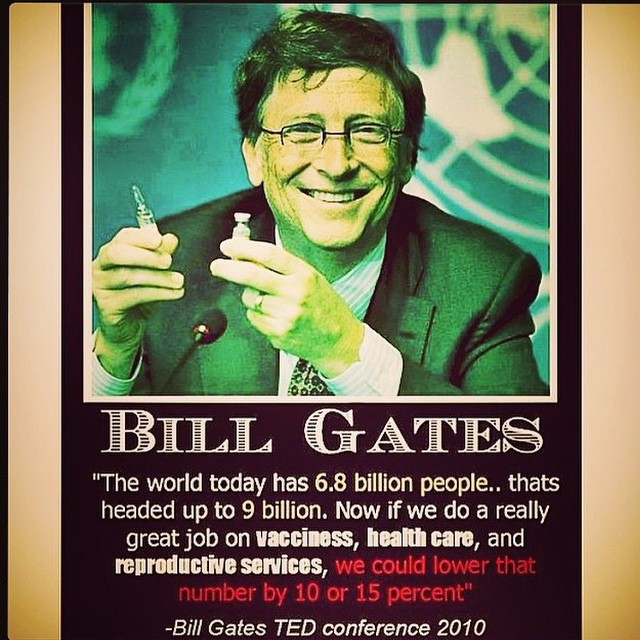 BILL GATES
"The world today has 6.8 billion people.. thats
headed up to 9 billion. Now if we do a really
great job on vacciness, health care, and
reproductive services, we could lower that
number by 10 or 15 percent"
-Bill Gates TED conference 2010